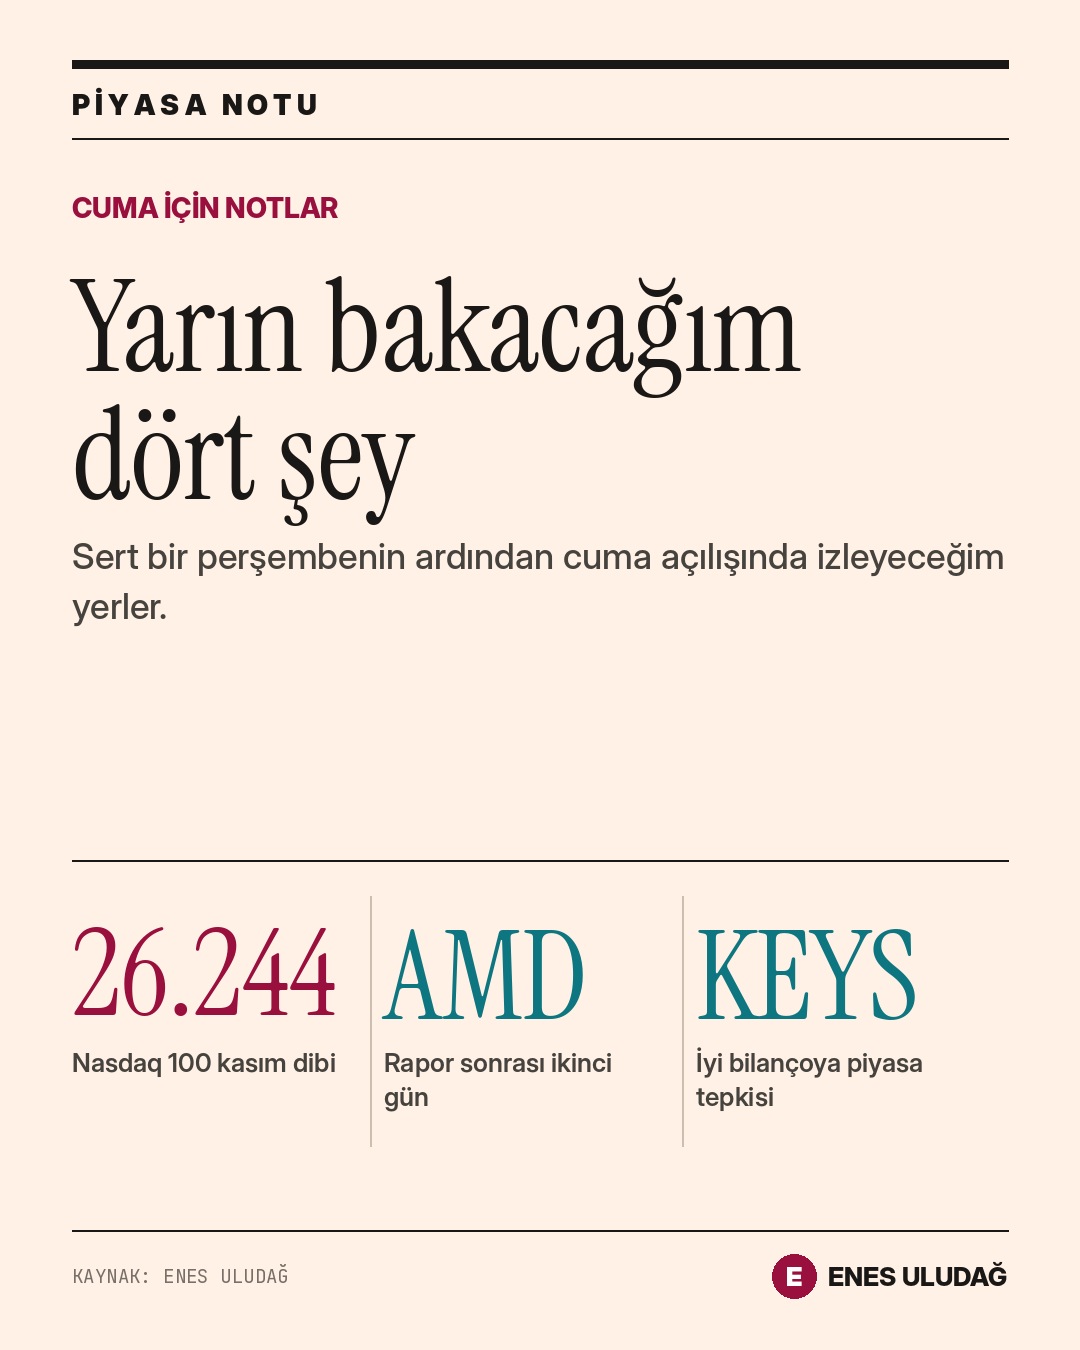 PİYASA NOTU
CUMA İÇİN NOTLAR
Yarın bakacağım
dört şey
Sert bir perşembenin ardından cuma açılışında izleyeceğim
yerler.
26.244
Nasdaq 100 kasım dibi
AMD
Rapor sonrası ikinci
gün
KEYS
İyi bilançoya piyasa
tepkisi
KAYNAK: ENES ULUDAĞ
E ENES ULUDAĞ